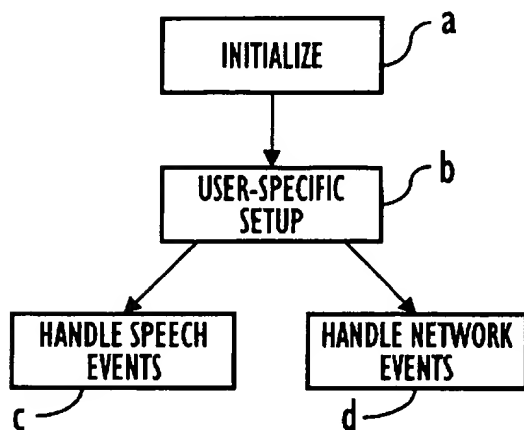 INITIALIZE
a
USER-SPECIFIC
SETUP
b
HANDLE SPEECH
EVENTS
c
HANDLE NETWORK
EVENTS
d